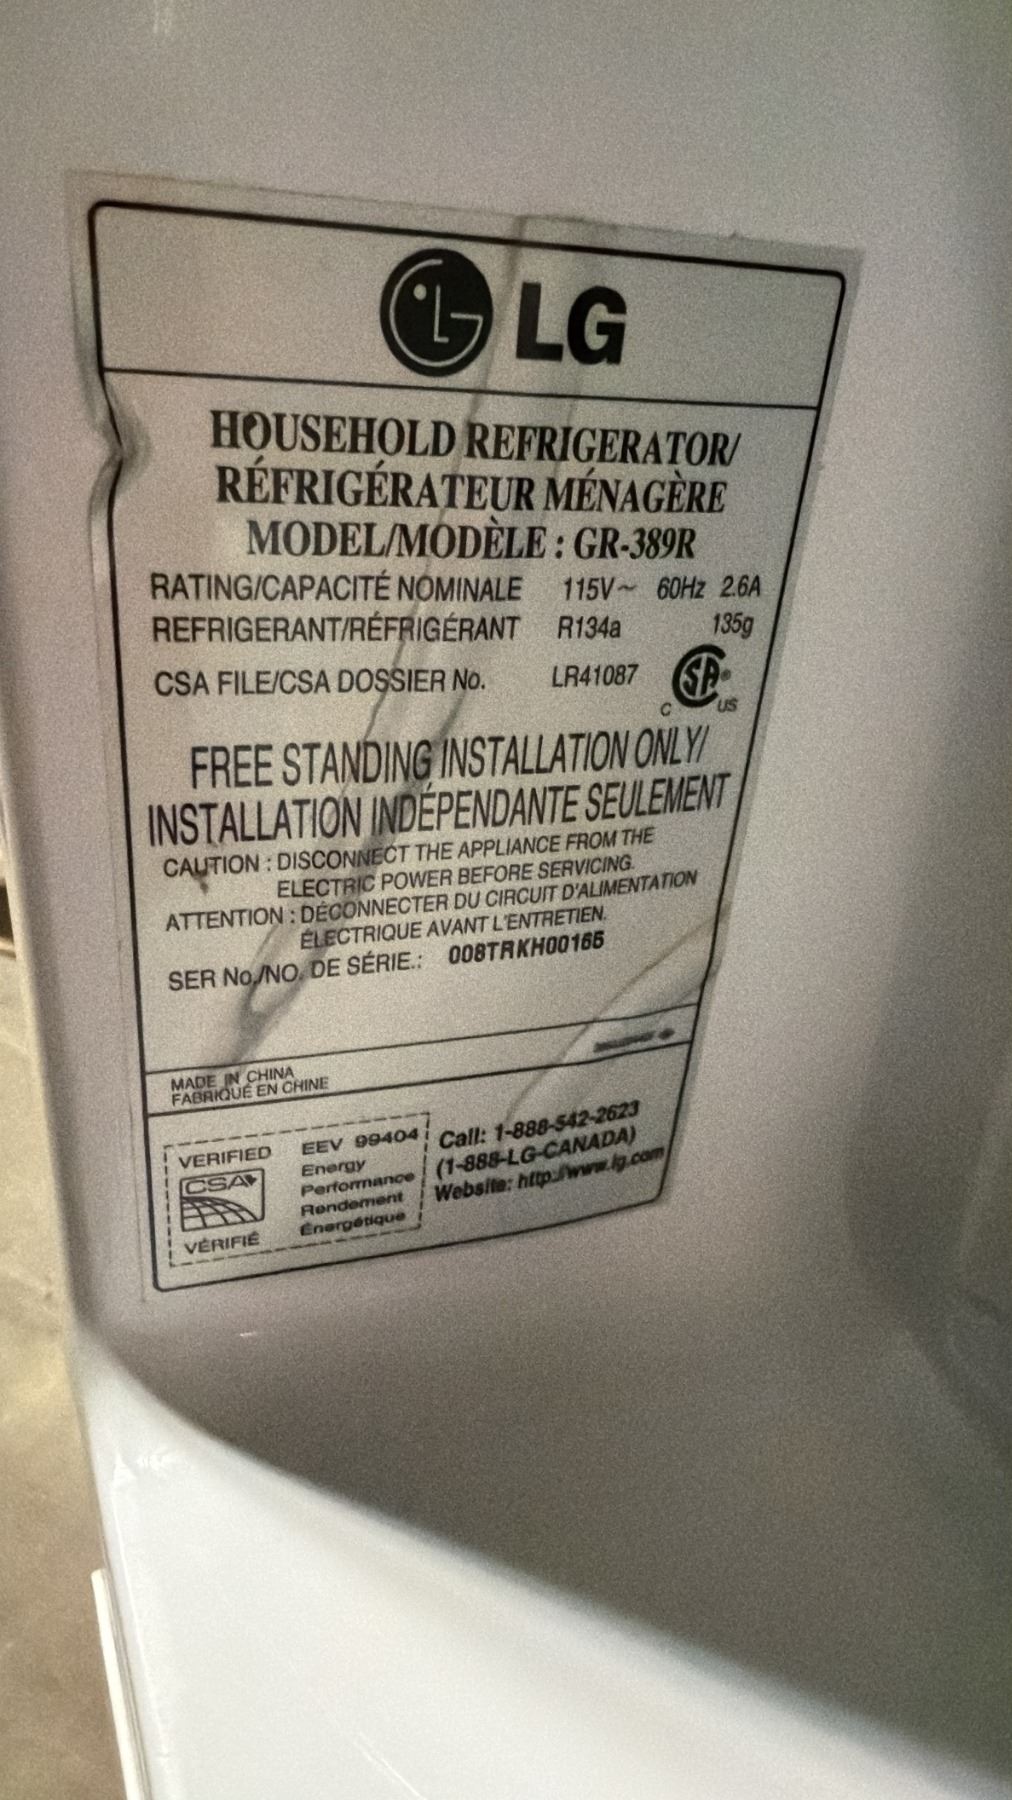 LG
HOUSEHOLD REFRIGERATOR/
RÉFRIGÉRATEUR MÉNAGÈRE
MODEL/MODÈLE : GR-389R
RATING/CAPACITÉ NOMINALE 115V~ 60Hz 2.6A
REFRIGERANT/RÉFRIGÉRANT R134a 135g
CSA FILE/CSA DOSSIER No. LR41087 C SA® US
FREE STANDING INSTALLATION ONLY/
INSTALLATION INDÉPENDANTE SEULEMENT
CAUTION : DISCONNECT THE APPLIANCE FROM THE
ELECTRIC POWER BEFORE SERVICING.
ATTENTION : DÉCONNECTER DU CIRCUIT D'ALIMENTATION
ÉLECTRIQUE AVANT L'ENTRETIEN.
SER No./NO. DE SÉRIE.: 008TRKH00165
MADE IN CHINA
FABRIQUÉ EN CHINE
VERIFIED
CSA
VÉRIFIÉ
EEV 99404
Energy
Performance
Rendement
Énergétique
Call: 1-888-542-2623
(1-888-LG-CANADA)
Website: http://www.lg.com